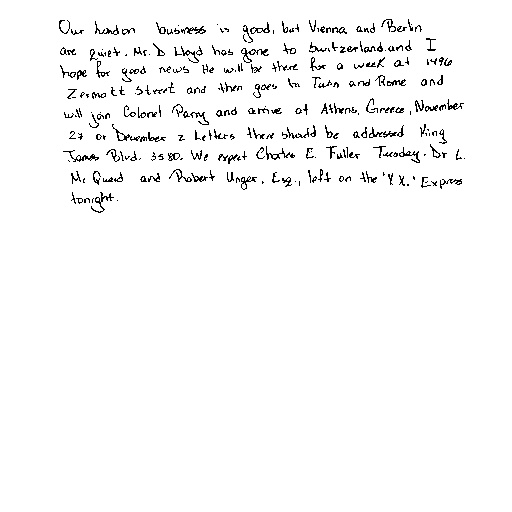 Our London business is good, but Vienna and Berlin
are quiet. Mr. D Lloyd has gone to Switzerland and I
hope for good news He will be there for a week at 1496
Zermott Street and then goes to Turin and Rome and
will join Colonel Parry and arrive at Athens, Greece, November
27 or December 2 Letters there should be addressed King
James Blvd. 3580. We expect Charles E. Fuller Tuesday. Dr L.
Mc Quaid and Robert Unger, Esq., left on the "Y.X." Express
tonight.